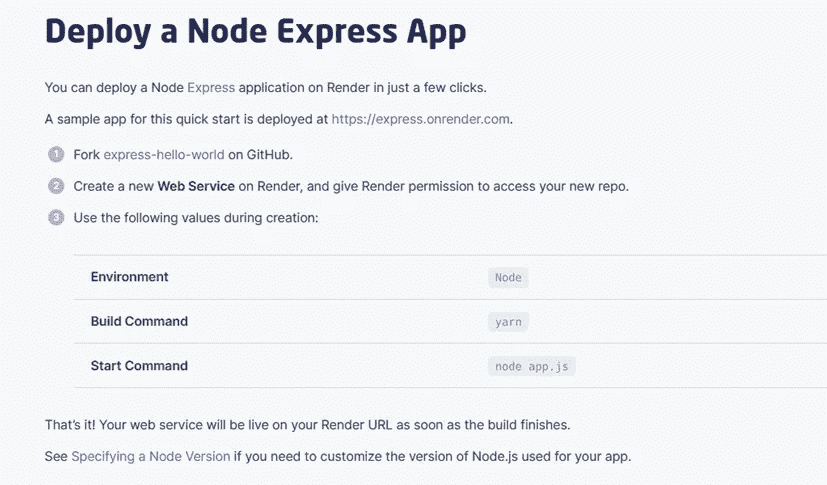 Deploy a Node Express App
You can deploy a Node Express application on Render in just a few clicks.
A sample app for this quick start is deployed at https://express.onrender.com.
1 Fork express-hello-world on GitHub.
2 Create a new Web Service on Render, and give Render permission to access your new repo.
3 Use the following values during creation:
Environment Node
Build Command yarn
Start Command node app.js
That's it! Your web service will be live on your Render URL as soon as the build finishes.
See Specifying a Node Version if you need to customize the version of Node.js used for your app.